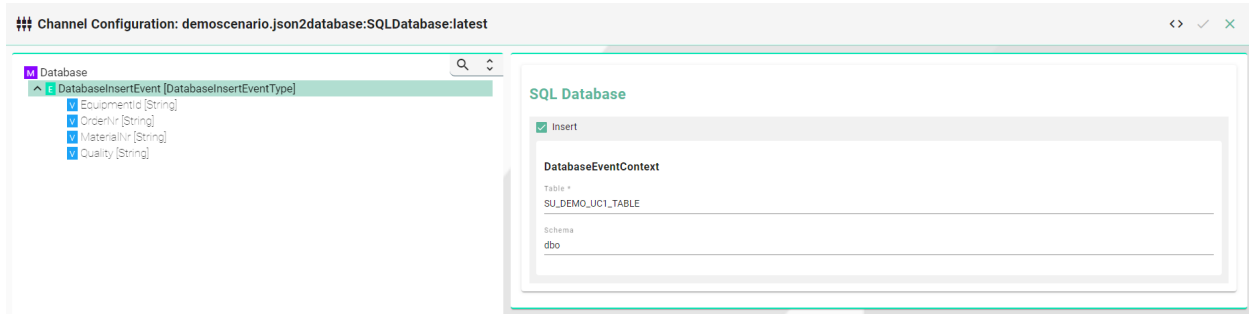 Channel Configuration: demoscenario.json2database:SQLDatabase:latest
M Database
E DatabaseInsertEvent [DatabaseInsertEventType]
V EquipmentId [String]
V OrderNr [String]
V MaterialNr [String]
V Quality [String]
SQL Database
Insert
DatabaseEventContext
Table *
SU_DEMO_UC1_TABLE
Schema
dbo